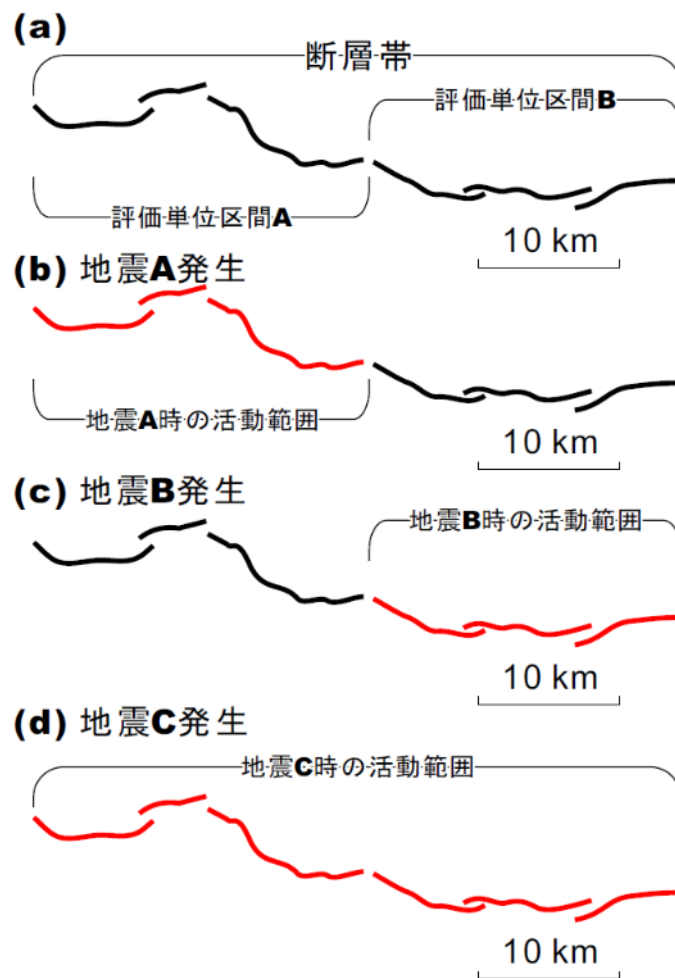 (a)
断層帯
評価単位区間B
評価単位区間A
10 km
(b) 地震A発生
地震A時の活動範囲
10 km
(c) 地震B発生
地震B時の活動範囲
10 km
(d) 地震C発生
地震C時の活動範囲
10 km